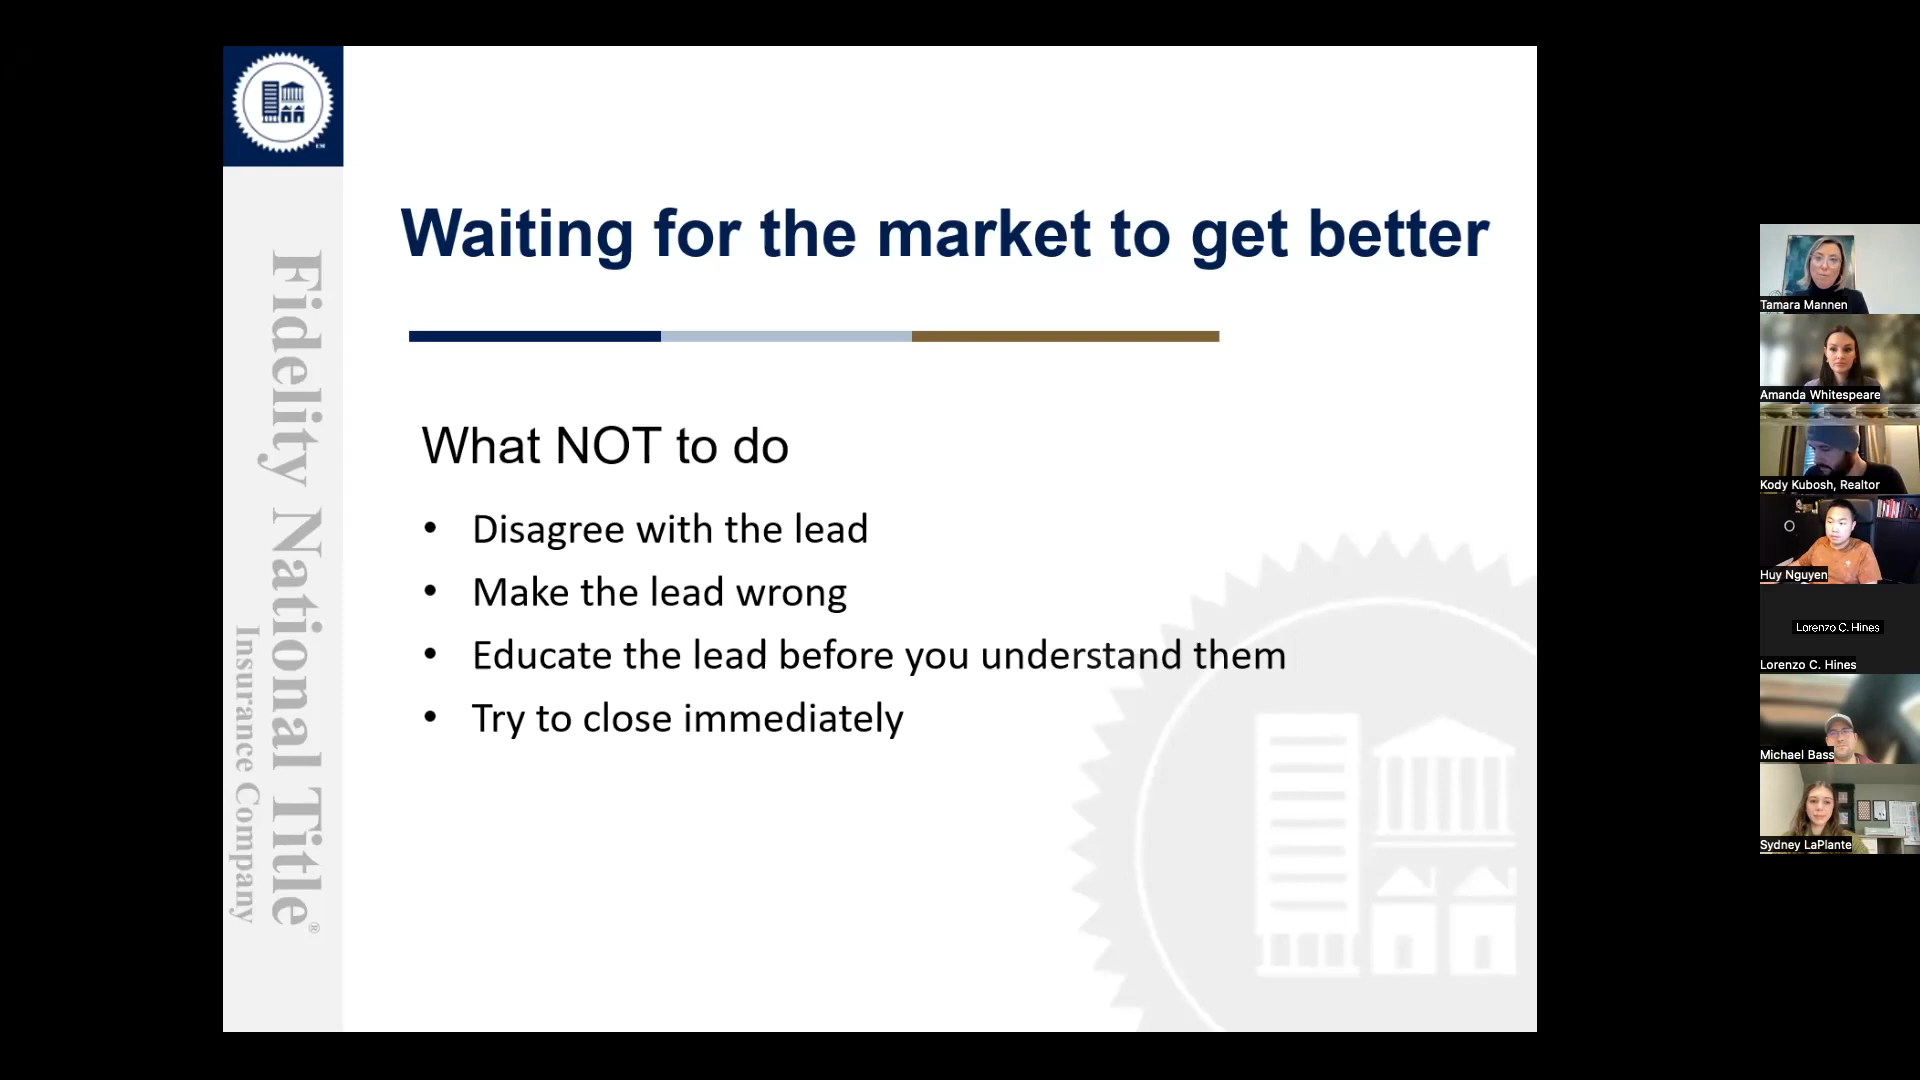 Waiting for the market to get better
What NOT to do
• Disagree with the lead
• Make the lead wrong
• Educate the lead before you understand them
• Try to close immediately
Fidelity National Title®
Insurance Company
Tamara Mannen
Amanda Whitespeare
Kody Kubosh, Realtor
Huy Nguyen
Lorenzo C. Hines
Lorenzo C. Hines
Michael Bass
Sydney LaPlante